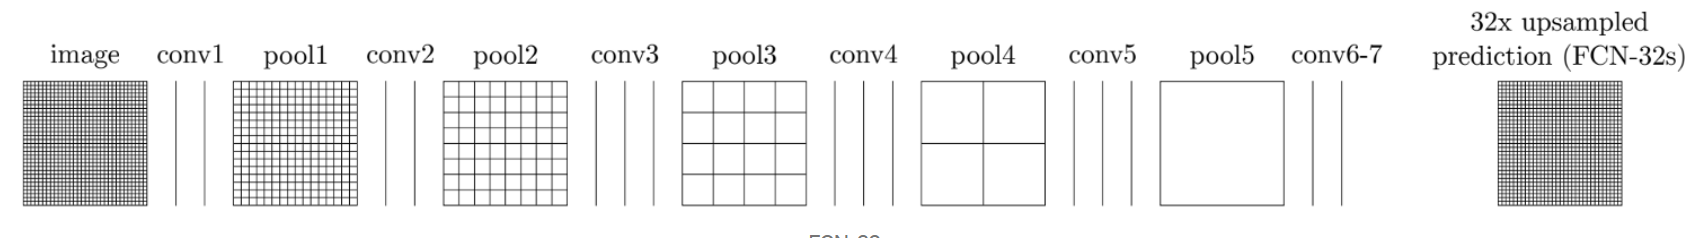 image conv1 pool1 conv2 pool2 conv3 pool3 conv4 pool4 conv5 pool5 conv6-7
32x upsampled
prediction (FCN-32s)